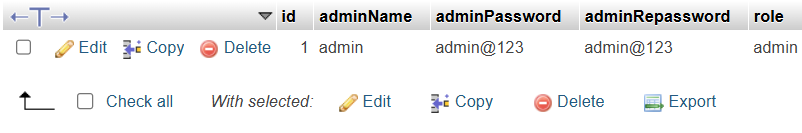 id adminName adminPassword adminRepassword role
Edit Copy Delete 1 admin admin@123 admin@123 admin
Check all With selected: Edit Copy Delete Export